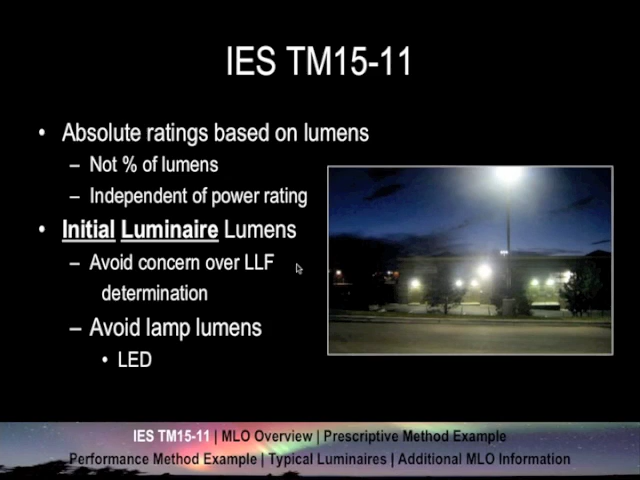 IES TM15-11
• Absolute ratings based on lumens
– Not % of lumens
– Independent of power rating
• Initial Luminaire Lumens
– Avoid concern over LLF
determination
– Avoid lamp lumens
• LED
IES TM15-11 | MLO Overview | Prescriptive Method Example
Performance Method Example | Typical Luminaires | Additional MLO Information